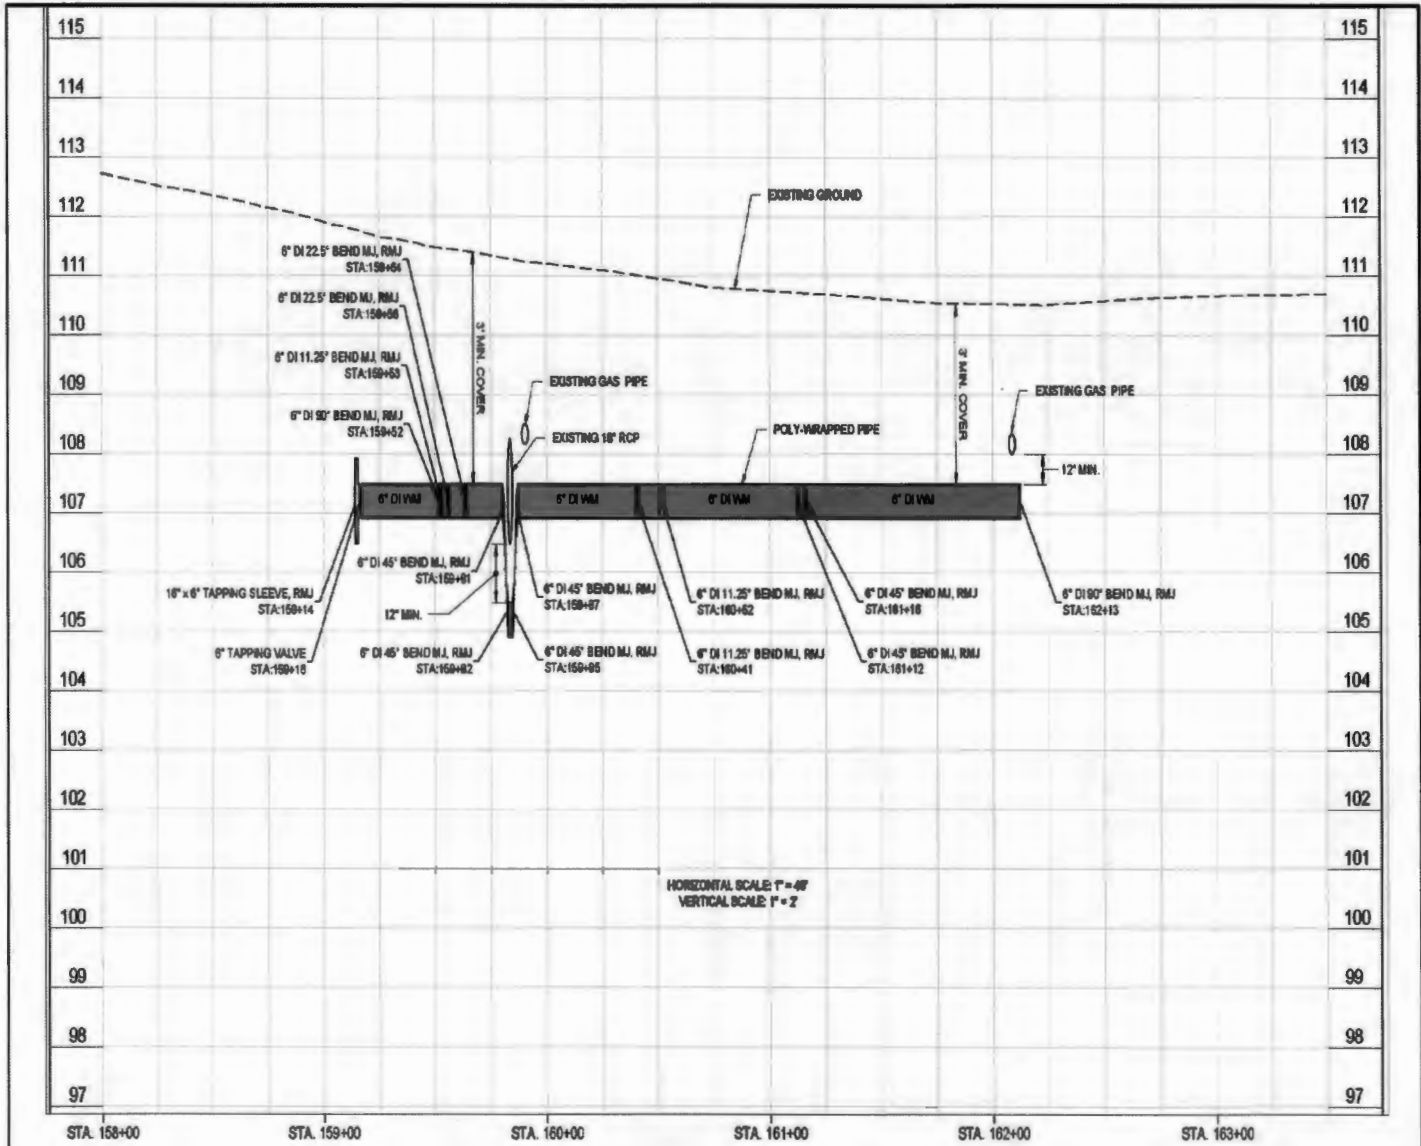 115
115
114
114
113
113
112
112
111
111
110
110
109
109
108
108
107
107
106
106
105
105
104
104
103
103
102
102
101
101
100
100
99
99
98
98
97
97
EXISTING GROUND
6" DI 22.5° BEND MJ, RMJ
STA:159+64
6" DI 22.5° BEND MJ, RMJ
STA:159+56
6" DI 11.25° BEND MJ, RMJ
STA:159+53
6" DI 90° BEND MJ, RMJ
STA:159+52
3' MIN. COVER
3' MIN. COVER
EXISTING GAS PIPE
EXISTING 18" RCP
POLY-WRAPPED PIPE
EXISTING GAS PIPE
12" MIN.
6" DI WM
6" DI WM
6" DI WM
6" DI WM
16" x 6" TAPPING SLEEVE, RMJ
STA:159+14
6" TAPPING VALVE
STA:159+16
6" DI 45° BEND MJ, RMJ
STA:159+81
12" MIN.
6" DI 45° BEND MJ, RMJ
STA:159+82
6" DI 45° BEND MJ, RMJ
STA:159+87
6" DI 45° BEND MJ, RMJ
STA:159+85
6" DI 11.25° BEND MJ, RMJ
STA:160+52
6" DI 11.25° BEND MJ, RMJ
STA:160+41
6" DI 45° BEND MJ, RMJ
STA:161+16
6" DI 45° BEND MJ, RMJ
STA:161+12
6" DI 90° BEND MJ, RMJ
STA:162+13
HORIZONTAL SCALE: 1" = 40'
VERTICAL SCALE: 1" = 2'
STA. 158+00
STA. 159+00
STA. 160+00
STA. 161+00
STA. 162+00
STA. 163+00